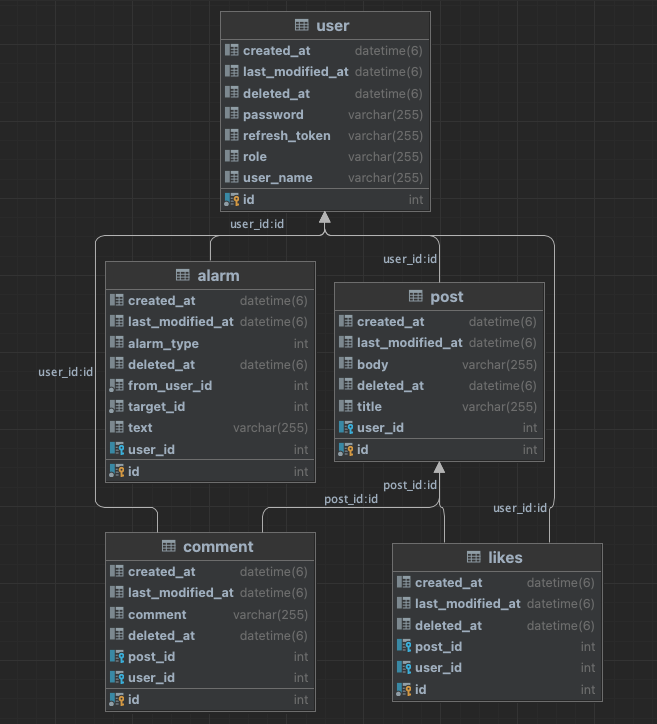 user
created_at datetime(6)
last_modified_at datetime(6)
deleted_at datetime(6)
password varchar(255)
refresh_token varchar(255)
role varchar(255)
user_name varchar(255)
id int
user_id:id
user_id:id
user_id:id
alarm
created_at datetime(6)
last_modified_at datetime(6)
alarm_type int
deleted_at datetime(6)
from_user_id int
target_id int
text varchar(255)
user_id int
id int
post
created_at datetime(6)
last_modified_at datetime(6)
body varchar(255)
deleted_at datetime(6)
title varchar(255)
user_id int
id int
post_id:id
post_id:id
user_id:id
comment
created_at datetime(6)
last_modified_at datetime(6)
comment varchar(255)
deleted_at datetime(6)
post_id int
user_id int
id int
likes
created_at datetime(6)
last_modified_at datetime(6)
deleted_at datetime(6)
post_id int
user_id int
id int